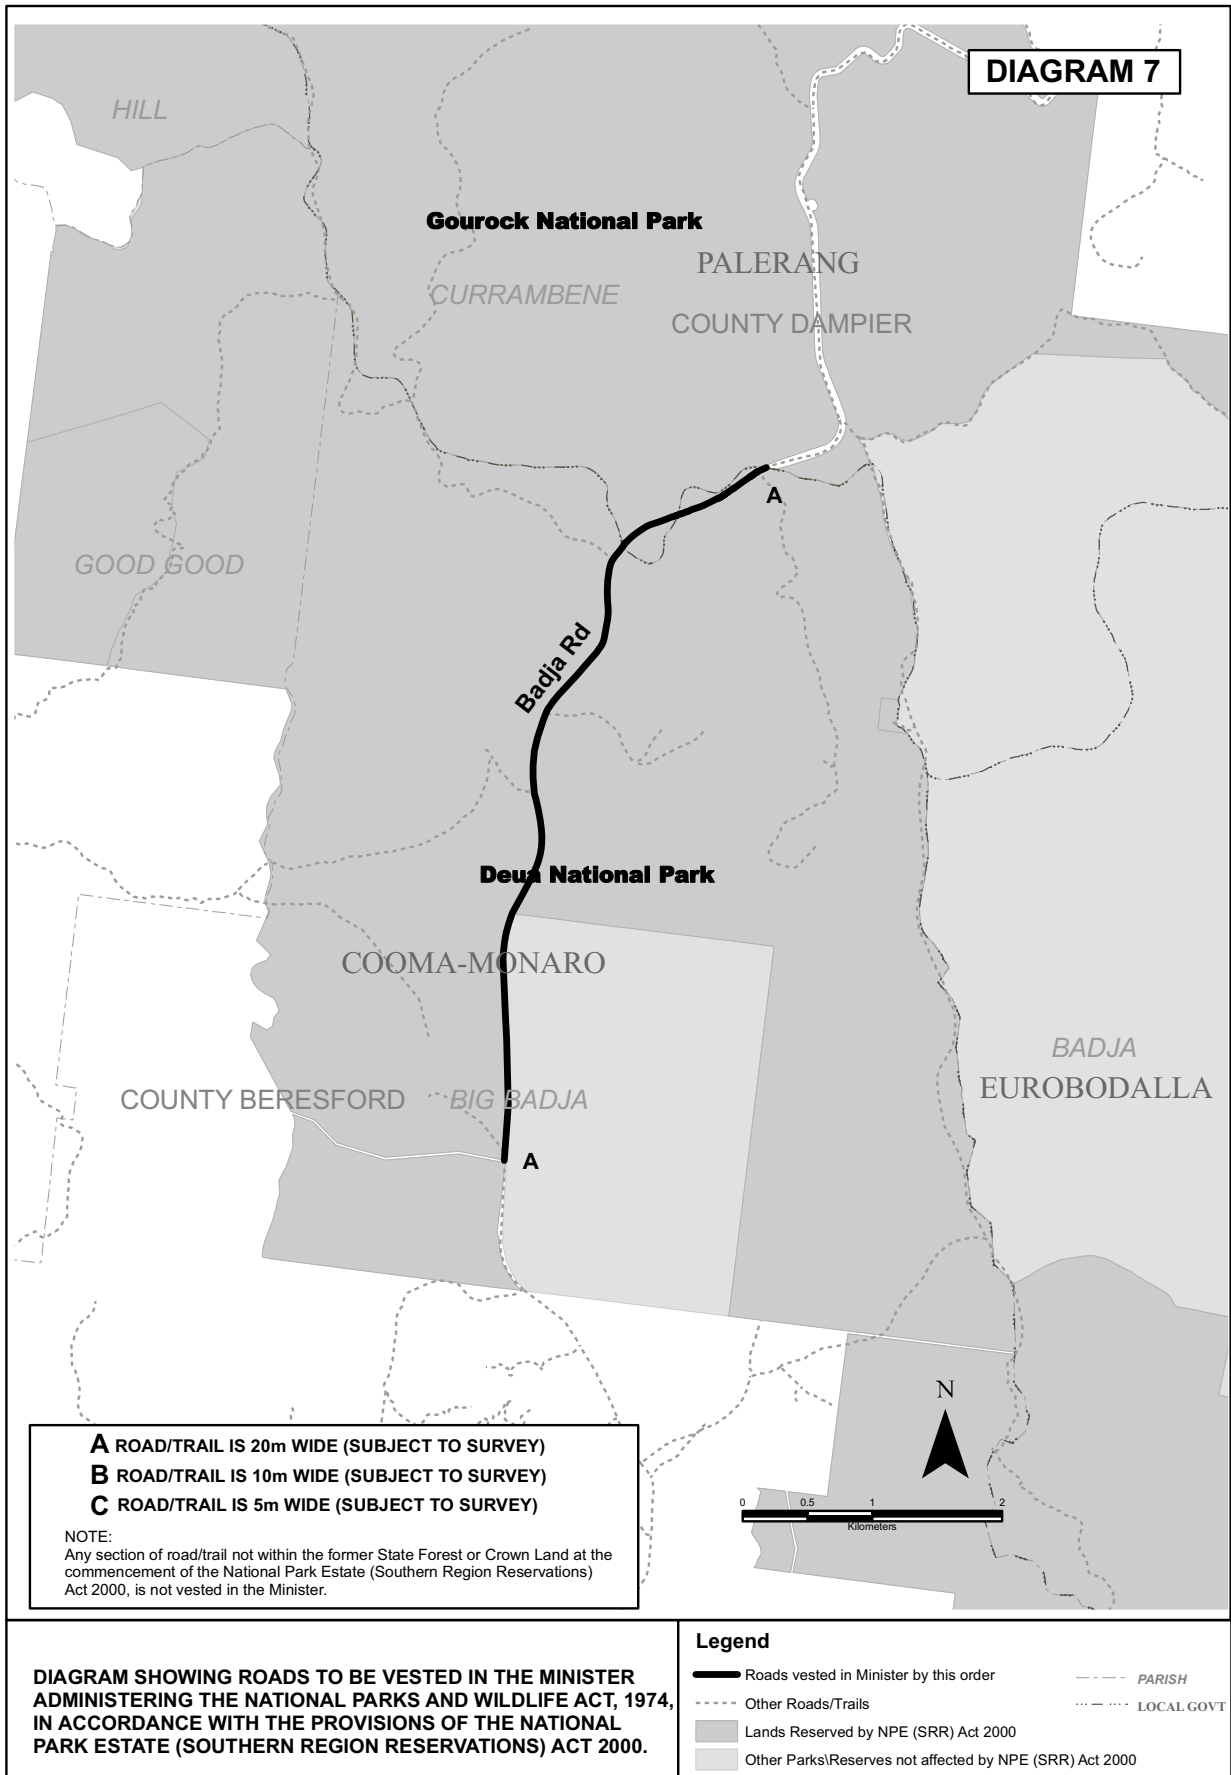 DIAGRAM 7
HILL
Gourock National Park
PALERANG
CURRAMBENE
COUNTY DAMPIER
A
GOOD GOOD
Badja Rd
Deua National Park
COOMA-MONARO
BADJA
EUROBODALLA
COUNTY BERESFORD
BIG BADJA
A
N
A ROAD/TRAIL IS 20m WIDE (SUBJECT TO SURVEY)
B ROAD/TRAIL IS 10m WIDE (SUBJECT TO SURVEY)
C ROAD/TRAIL IS 5m WIDE (SUBJECT TO SURVEY)
NOTE:
Any section of road/trail not within the former State Forest or Crown Land at the
commencement of the National Park Estate (Southern Region Reservations)
Act 2000, is not vested in the Minister.
0 0.5 1 2
Kilometers
DIAGRAM SHOWING ROADS TO BE VESTED IN THE MINISTER
ADMINISTERING THE NATIONAL PARKS AND WILDLIFE ACT, 1974,
IN ACCORDANCE WITH THE PROVISIONS OF THE NATIONAL
PARK ESTATE (SOUTHERN REGION RESERVATIONS) ACT 2000.
Legend
Roads vested in Minister by this order
Other Roads/Trails
Lands Reserved by NPE (SRR) Act 2000
Other Parks\Reserves not affected by NPE (SRR) Act 2000
PARISH
LOCAL GOVT